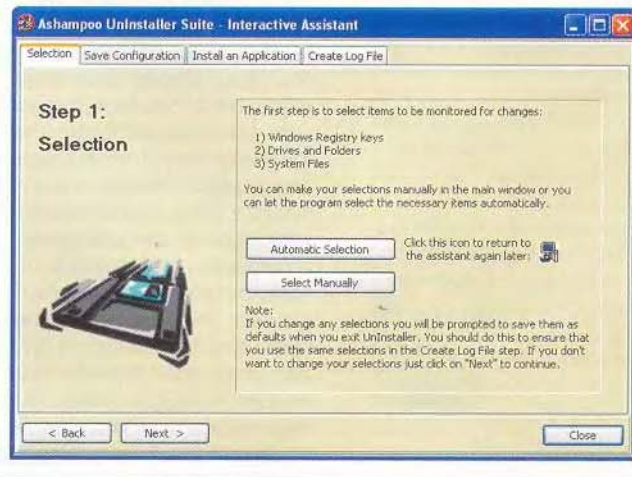 Ashampoo UnInstaller Suite - Interactive Assistant
Selection
Save Configuration
Install an Application
Create Log File
Step 1:
Selection
The first step is to select items to be monitored for changes:
1) Windows Registry keys
2) Drives and Folders
3) System Files
You can make your selections manually in the main window or you
can let the program select the necessary items automatically.
Automatic Selection
Click this icon to return to
the assistant again later:
Select Manually
Note:
If you change any selections you will be prompted to save them as
defaults when you exit UnInstaller. You should do this to ensure that
you use the same selections in the Create Log File step. If you don't
want to change your selections just click on "Next" to continue.
< Back
Next >
Close